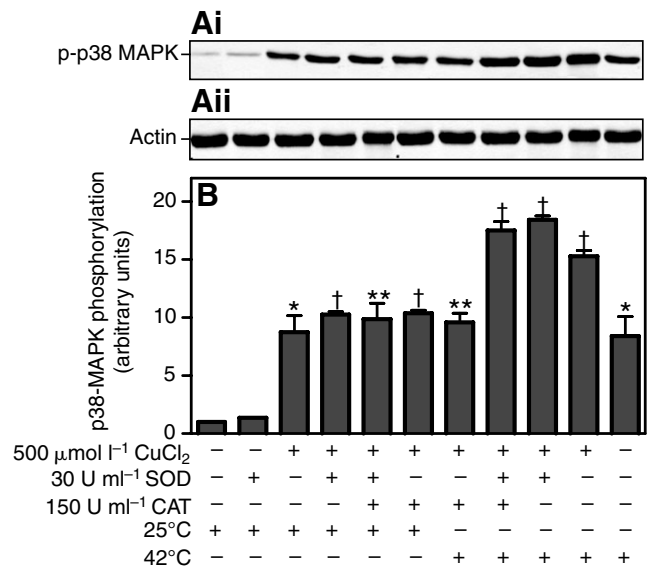 Ai
p-p38 MAPK
Aii
Actin
B
p38-MAPK phosphorylation
(arbitrary units)
20
15
10
5
0
* † ** † ** † † † *
500 μmol l⁻¹ CuCl₂ – – + + + + + + + + –
30 U ml⁻¹ SOD – + – + + – – + + – –
150 U ml⁻¹ CAT – – – – + + + + – – –
25°C + + + + + + – – – – –
42°C – – – – – – + + + + +